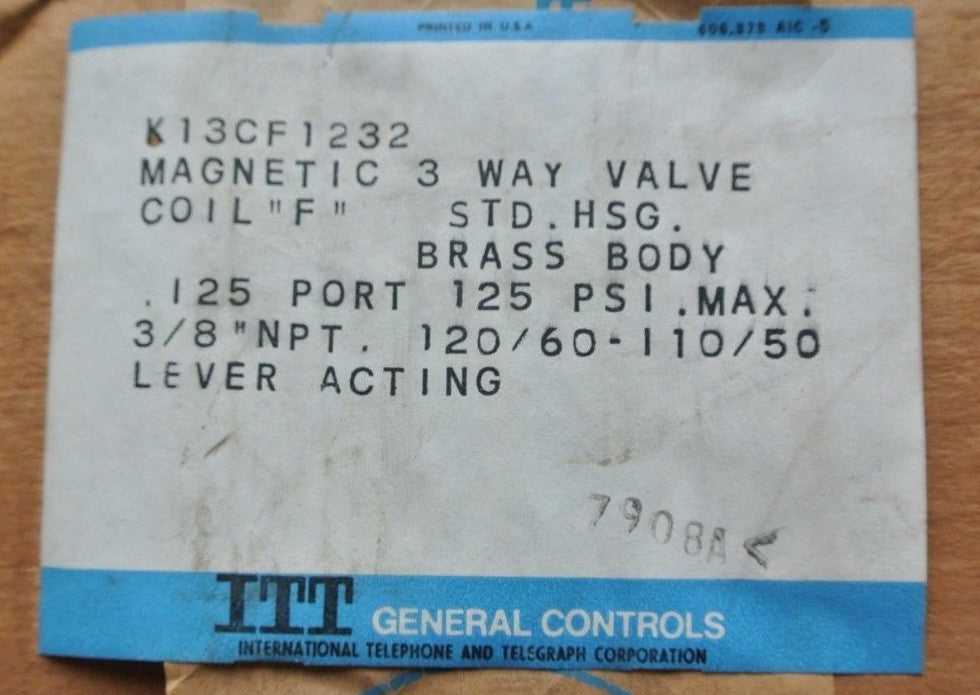 PRINTED IN U.S.A
K13CF1232
MAGNETIC 3 WAY VALVE
COIL "F" STD.HSG.
BRASS BODY
.125 PORT 125 PSI.MAX.
3/8"NPT. 120/60-110/50
LEVER ACTING
7908A
ITT GENERAL CONTROLS
INTERNATIONAL TELEPHONE AND TELEGRAPH CORPORATION